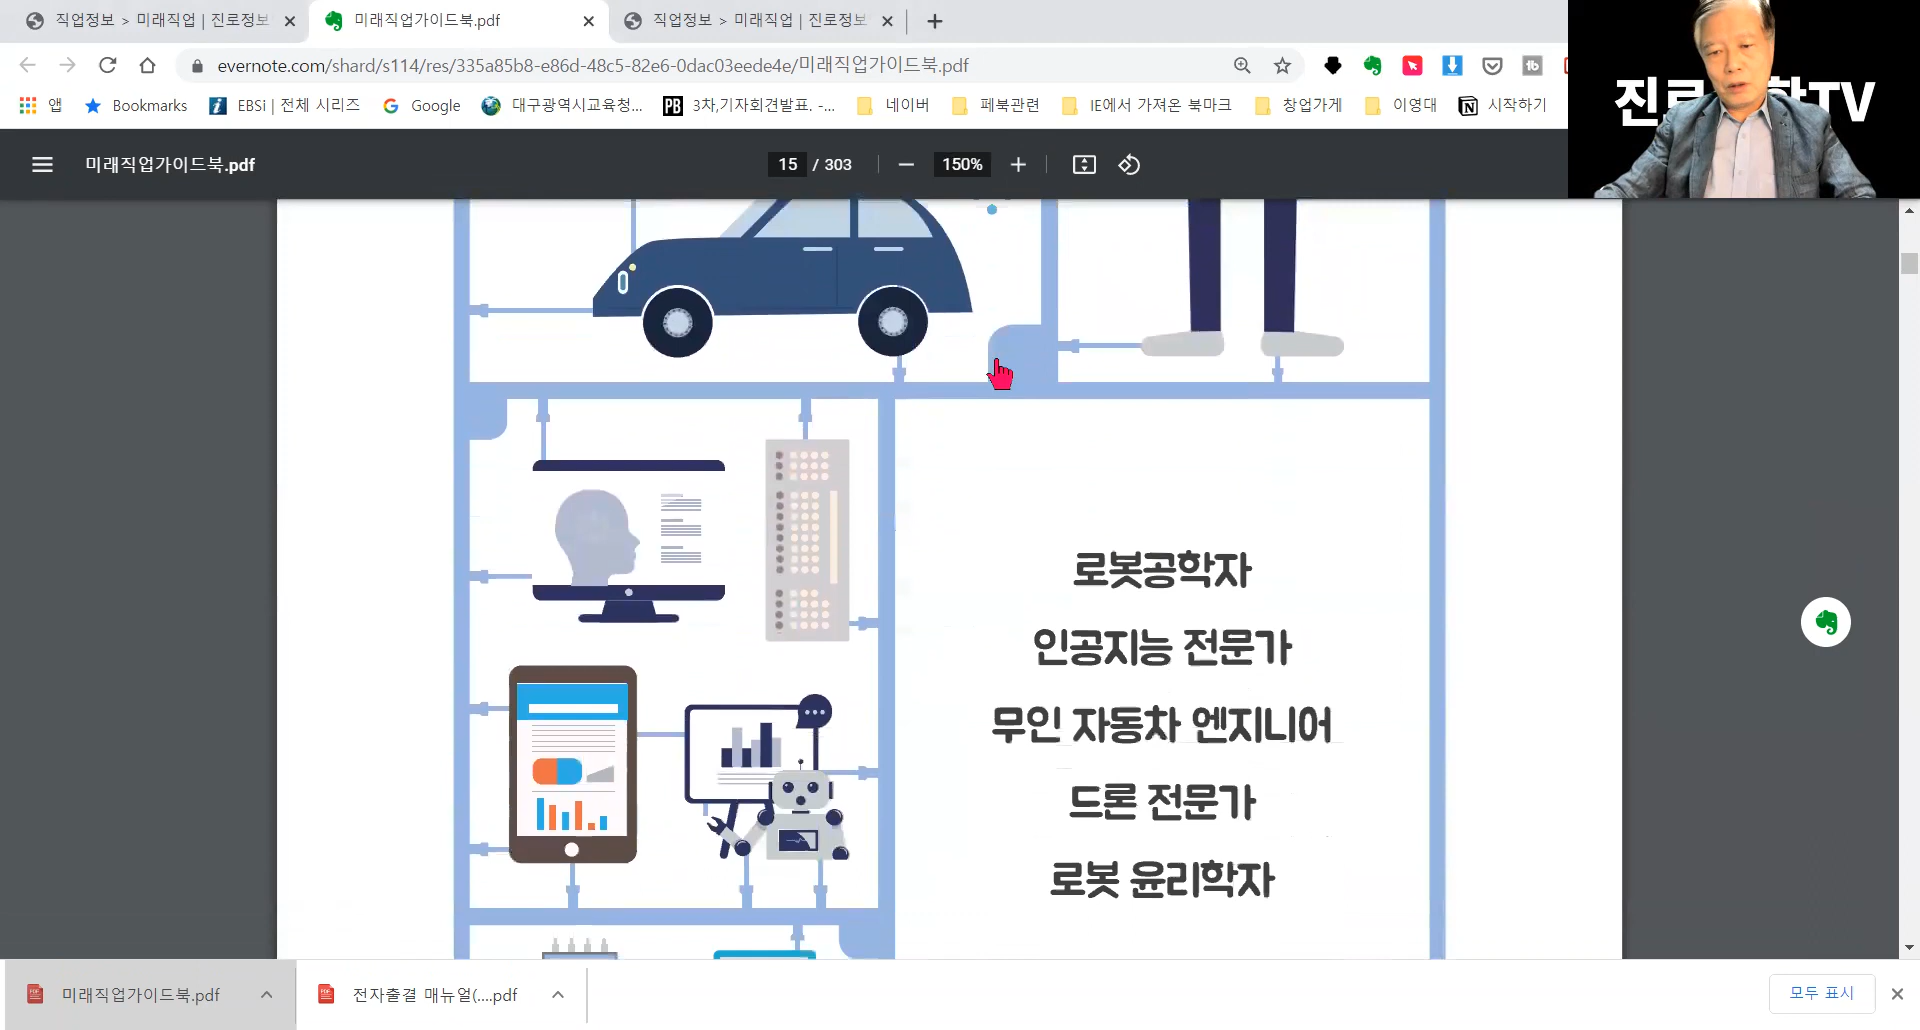 직업정보 > 미래직업 | 진로정보
미래직업가이드북.pdf
직업정보 > 미래직업 | 진로정보
evernote.com/shard/s114/res/335a85b8-e86d-48c5-82e6-0dac03eede4e/미래직업가이드북.pdf
앱
Bookmarks
EBSi | 전체 시리즈
Google
대구광역시교육청...
PB
3차,기자회견발표. -...
네이버
페북관련
IE에서 가져온 북마크
창업가게
이영대
시작하기
TV
미래직업가이드북.pdf
15 / 303
150%
로봇공학자
인공지능 전문가
무인 자동차 엔지니어
드론 전문가
로봇 윤리학자
미래직업가이드북.pdf
전자출결 매뉴얼(....pdf
모두 표시